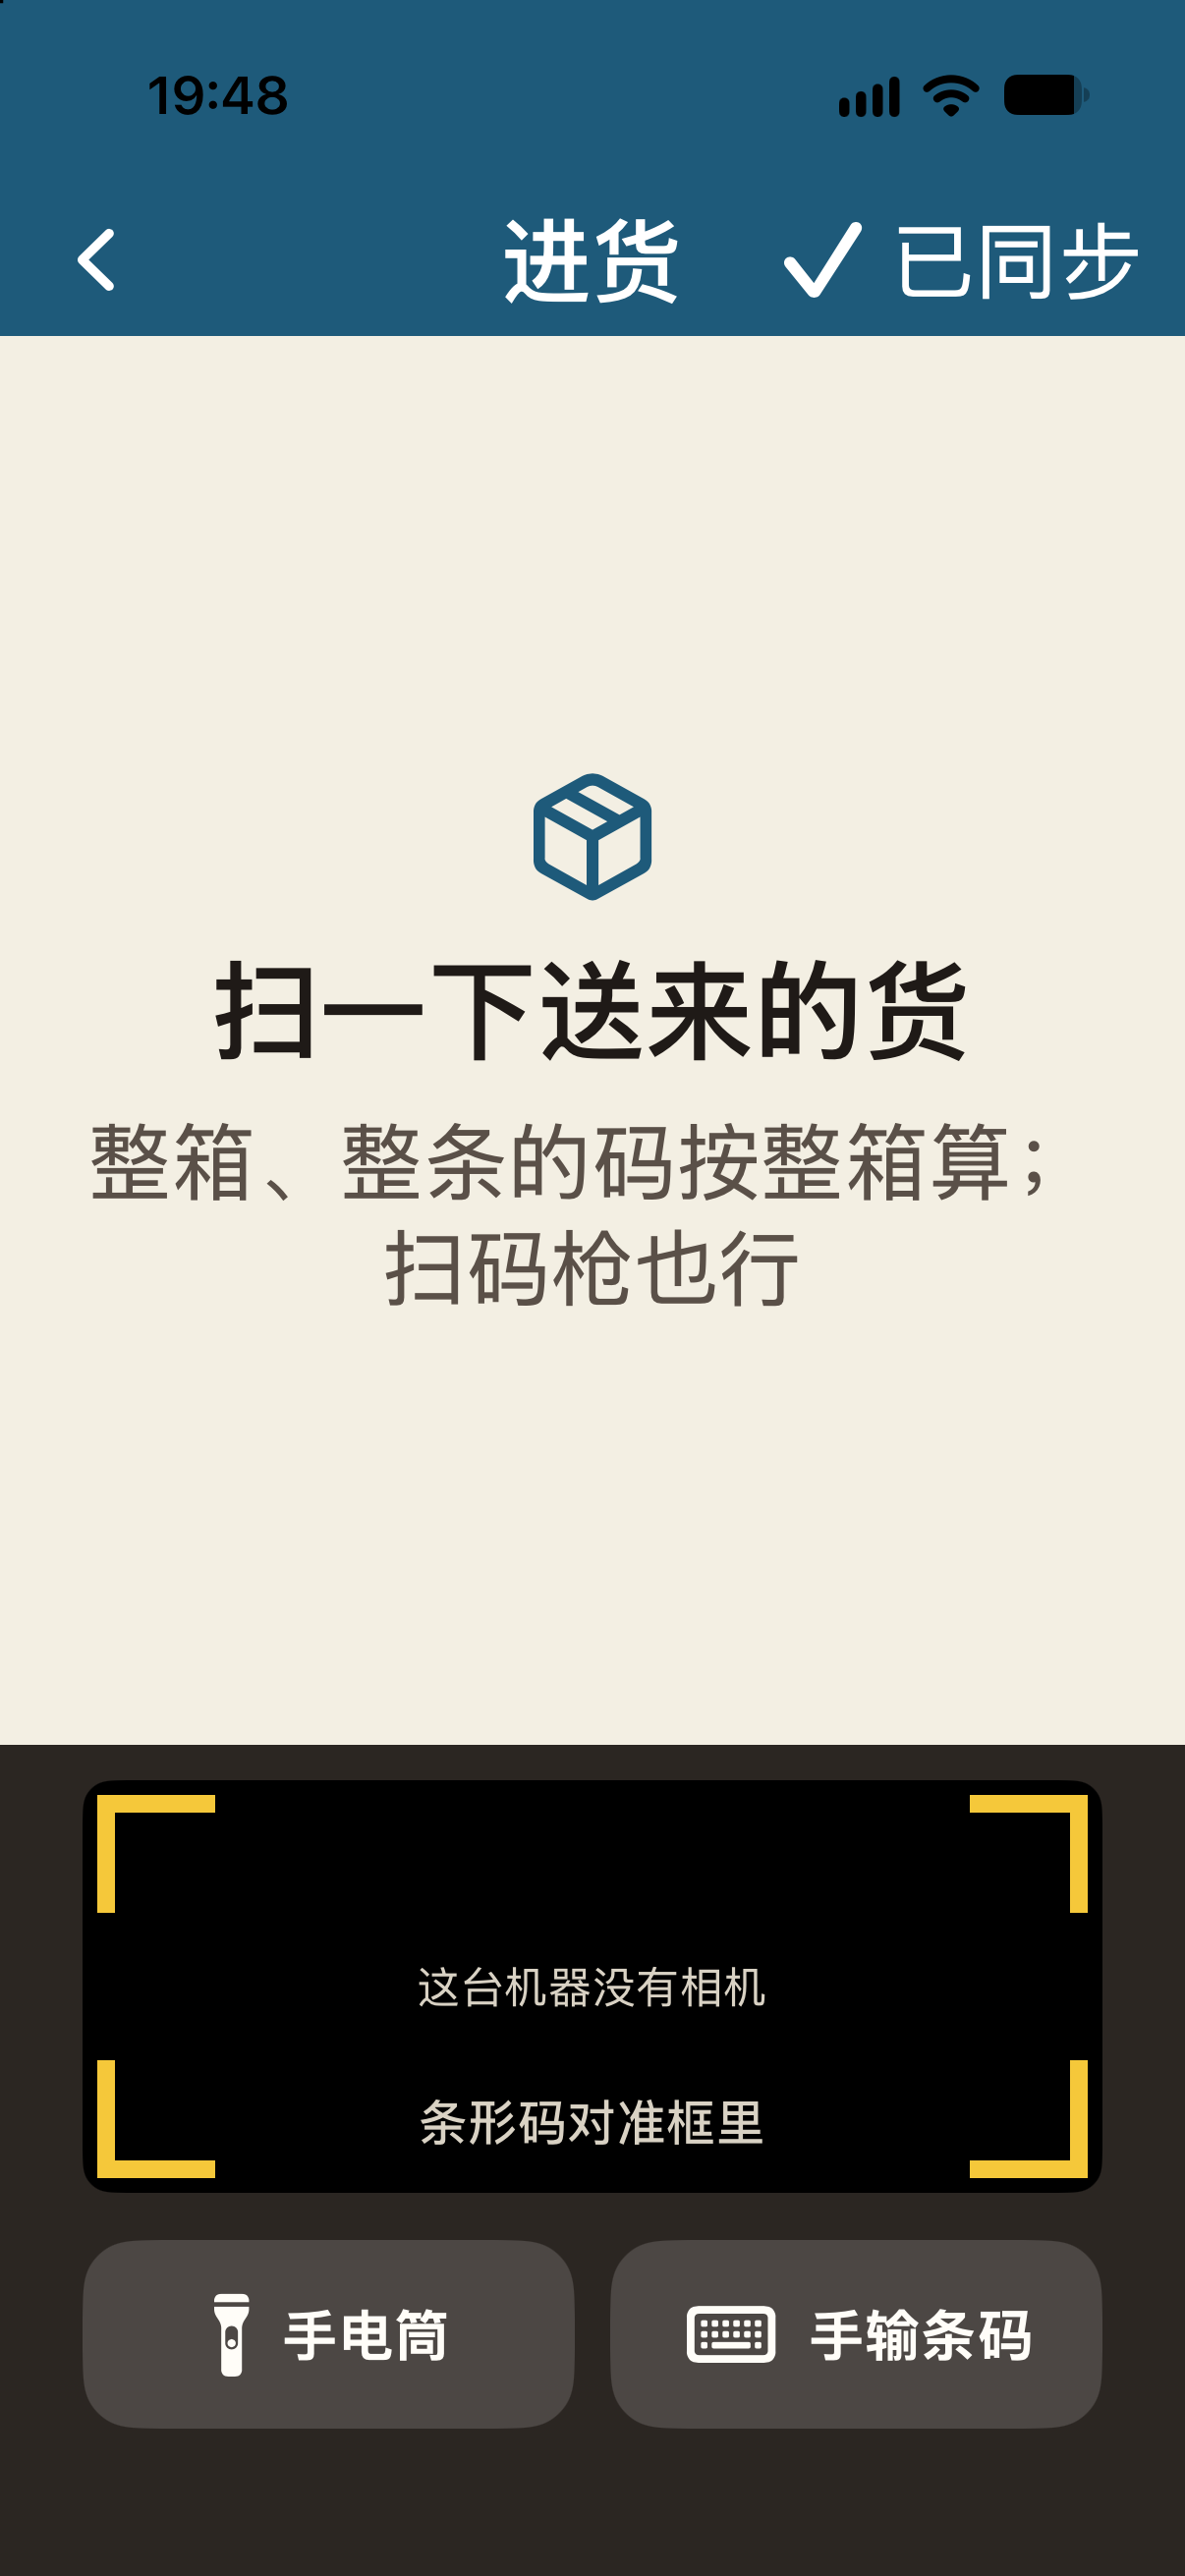 19:48
进货
已同步
扫一下送来的货
整箱、整条的码按整箱算；
扫码枪也行
这台机器没有相机
条形码对准框里
手电筒
手输条码